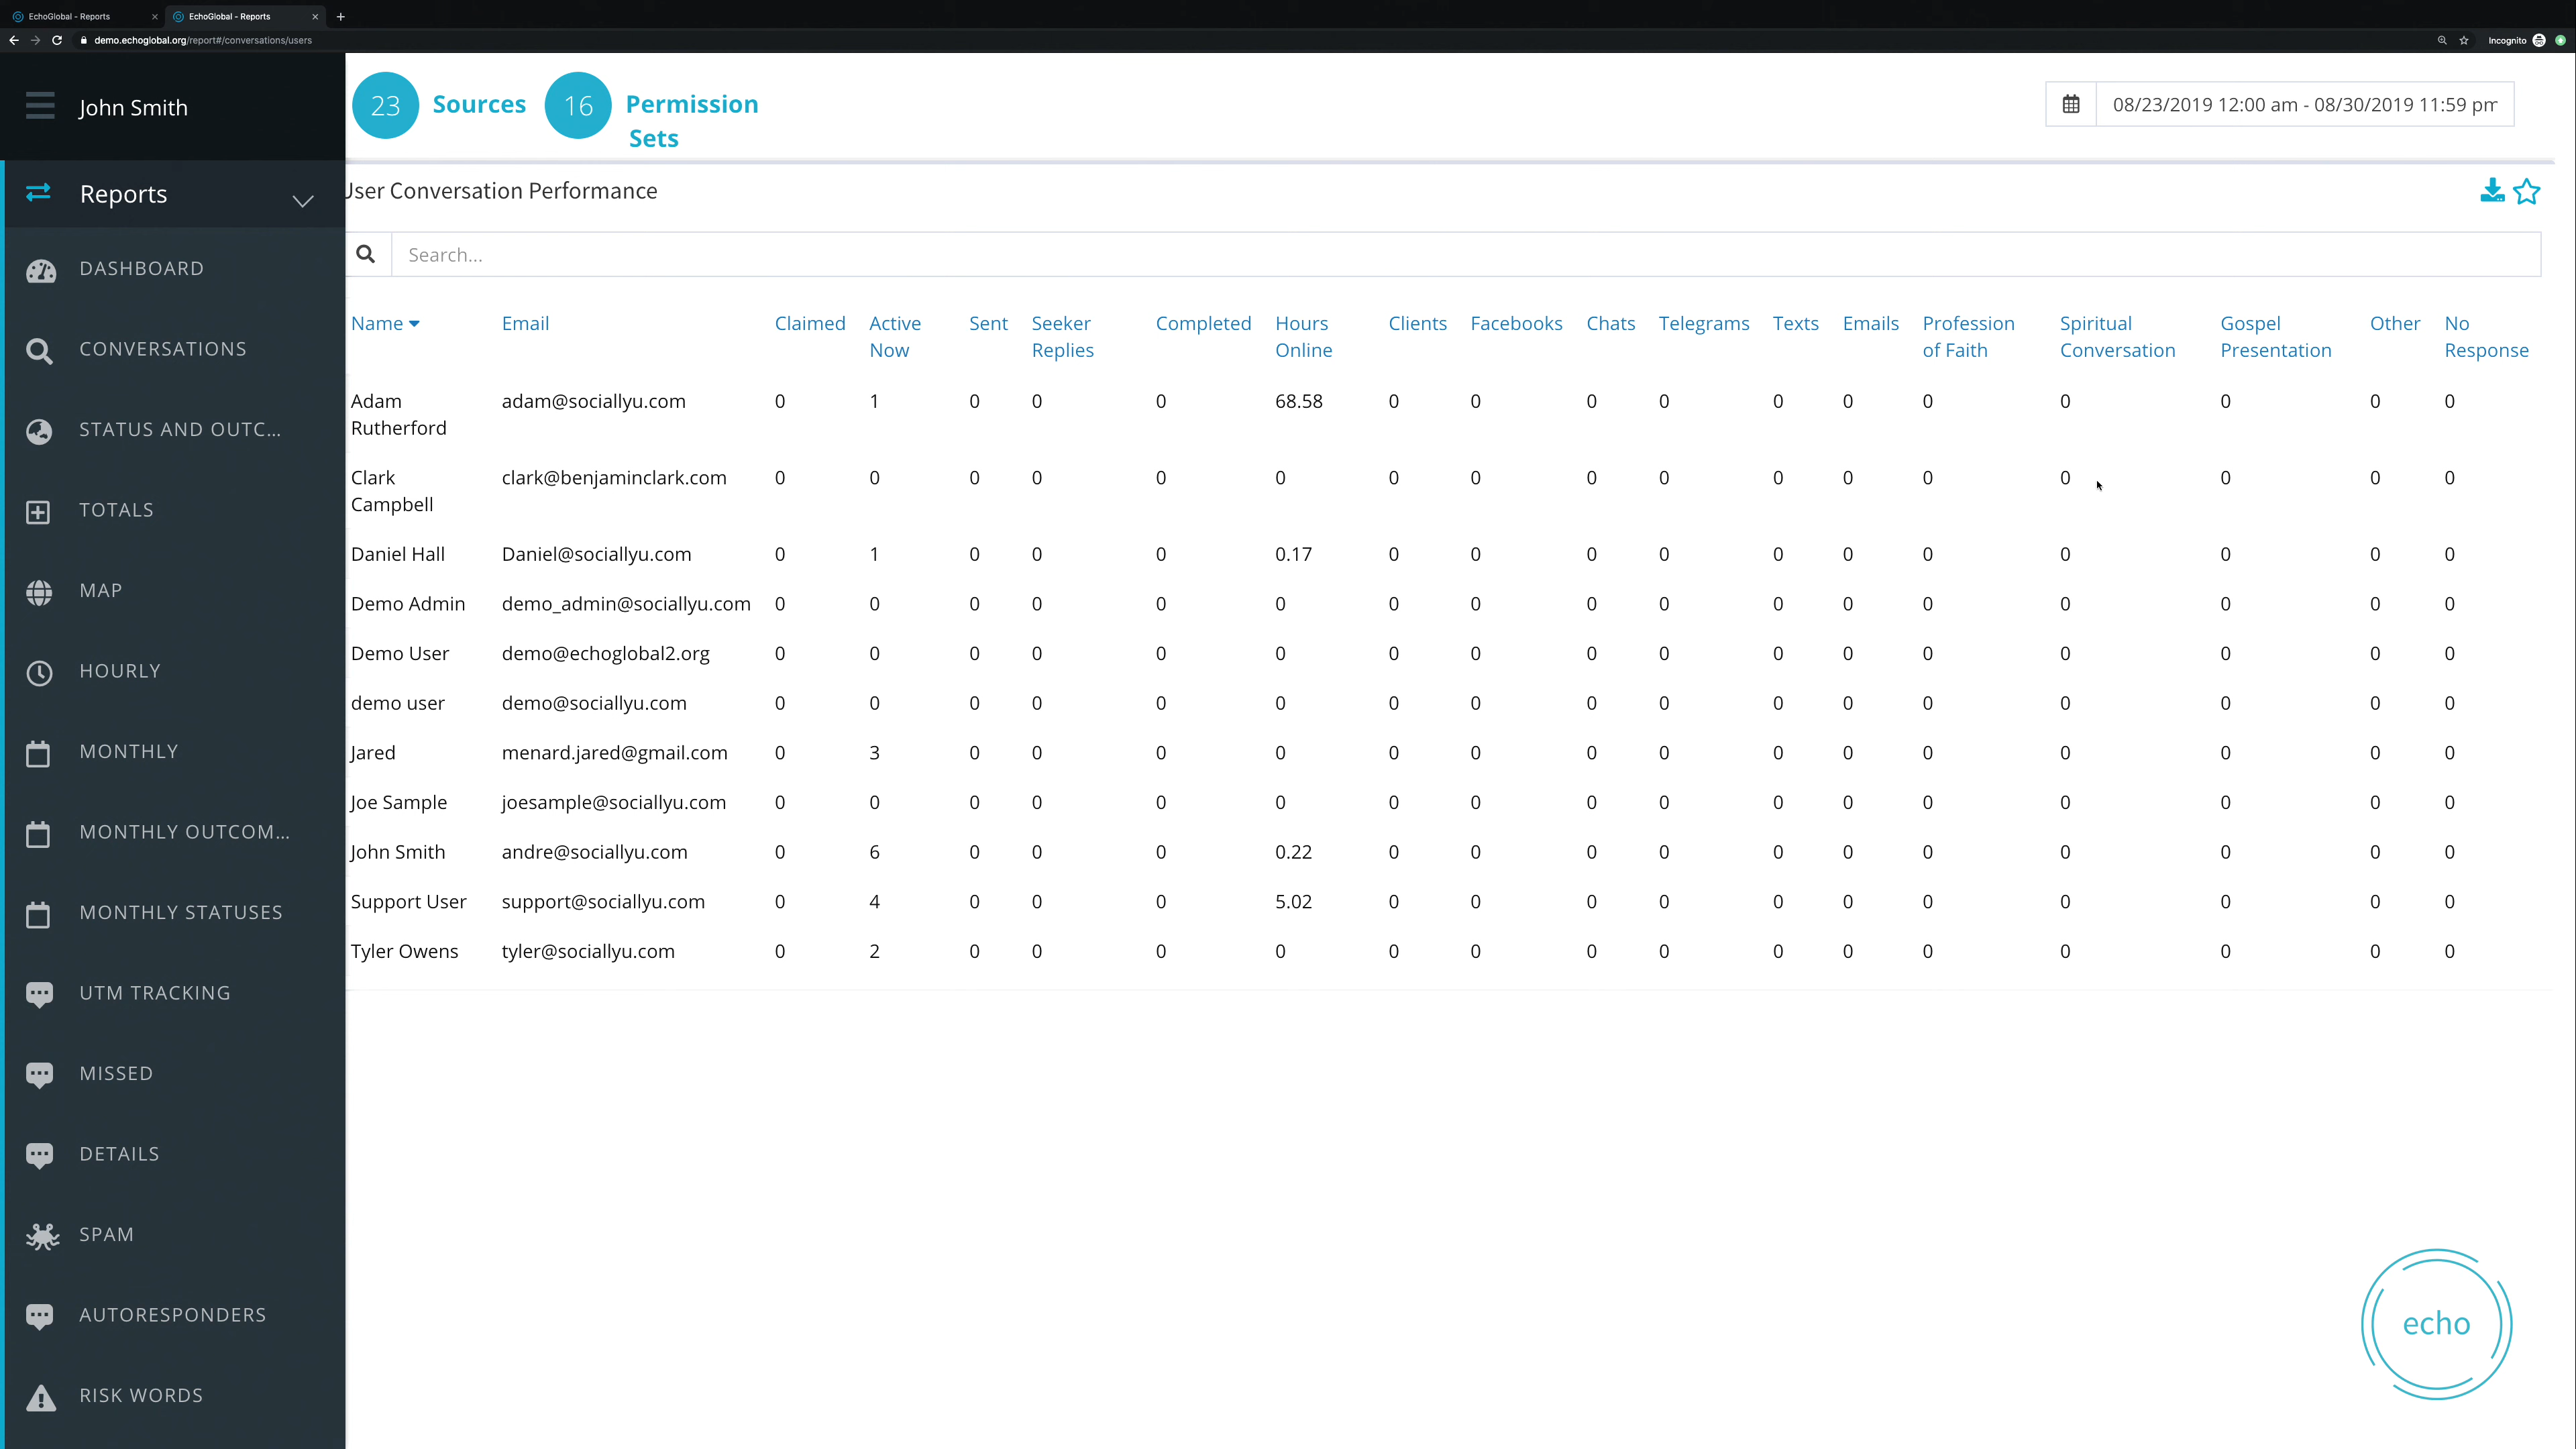 EchoGlobal - Reports
EchoGlobal - Reports
demo.echoglobal.org/report#/conversations/users
Incognito
John Smith
23 Sources 16 Permission Sets
08/23/2019 12:00 am - 08/30/2019 11:59 pm
Reports
User Conversation Performance
Search...
DASHBOARD
CONVERSATIONS
STATUS AND OUTC...
TOTALS
MAP
HOURLY
MONTHLY
MONTHLY OUTCOM...
MONTHLY STATUSES
UTM TRACKING
MISSED
DETAILS
SPAM
AUTORESPONDERS
RISK WORDS
Name Email Claimed Active Now Sent Seeker Replies Completed Hours Online Clients Facebooks Chats Telegrams Texts Emails Profession of Faith Spiritual Conversation Gospel Presentation Other No Response
Adam Rutherford adam@sociallyu.com 0 1 0 0 0 68.58 0 0 0 0 0 0 0 0 0 0 0
Clark Campbell clark@benjaminclark.com 0 0 0 0 0 0 0 0 0 0 0 0 0 0 0 0 0
Daniel Hall Daniel@sociallyu.com 0 1 0 0 0 0.17 0 0 0 0 0 0 0 0 0 0 0
Demo Admin demo_admin@sociallyu.com 0 0 0 0 0 0 0 0 0 0 0 0 0 0 0 0 0
Demo User demo@echoglobal2.org 0 0 0 0 0 0 0 0 0 0 0 0 0 0 0 0 0
demo user demo@sociallyu.com 0 0 0 0 0 0 0 0 0 0 0 0 0 0 0 0 0
Jared menard.jared@gmail.com 0 3 0 0 0 0 0 0 0 0 0 0 0 0 0 0 0
Joe Sample joesample@sociallyu.com 0 0 0 0 0 0 0 0 0 0 0 0 0 0 0 0 0
John Smith andre@sociallyu.com 0 6 0 0 0 0.22 0 0 0 0 0 0 0 0 0 0 0
Support User support@sociallyu.com 0 4 0 0 0 5.02 0 0 0 0 0 0 0 0 0 0 0
Tyler Owens tyler@sociallyu.com 0 2 0 0 0 0 0 0 0 0 0 0 0 0 0 0 0
echo